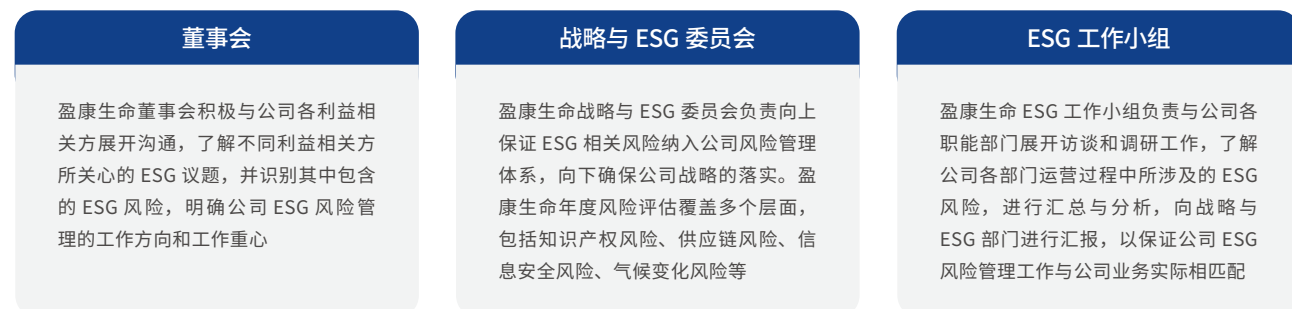 董事会
盈康生命董事会积极与公司各利益相
关方展开沟通，了解不同利益相关方
所关心的 ESG 议题，并识别其中包含
的 ESG 风险，明确公司 ESG 风险管
理的工作方向和工作重心
战略与 ESG 委员会
盈康生命战略与 ESG 委员会负责向上
保证 ESG 相关风险纳入公司风险管理
体系，向下确保公司战略的落实。盈
康生命年度风险评估覆盖多个层面，
包括知识产权风险、供应链风险、信
息安全风险、气候变化风险等
ESG 工作小组
盈康生命 ESG 工作小组负责与公司各
职能部门展开访谈和调研工作，了解
公司各部门运营过程中所涉及的 ESG
风险，进行汇总与分析，向战略与
ESG 部门进行汇报，以保证公司 ESG
风险管理工作与公司业务实际相匹配